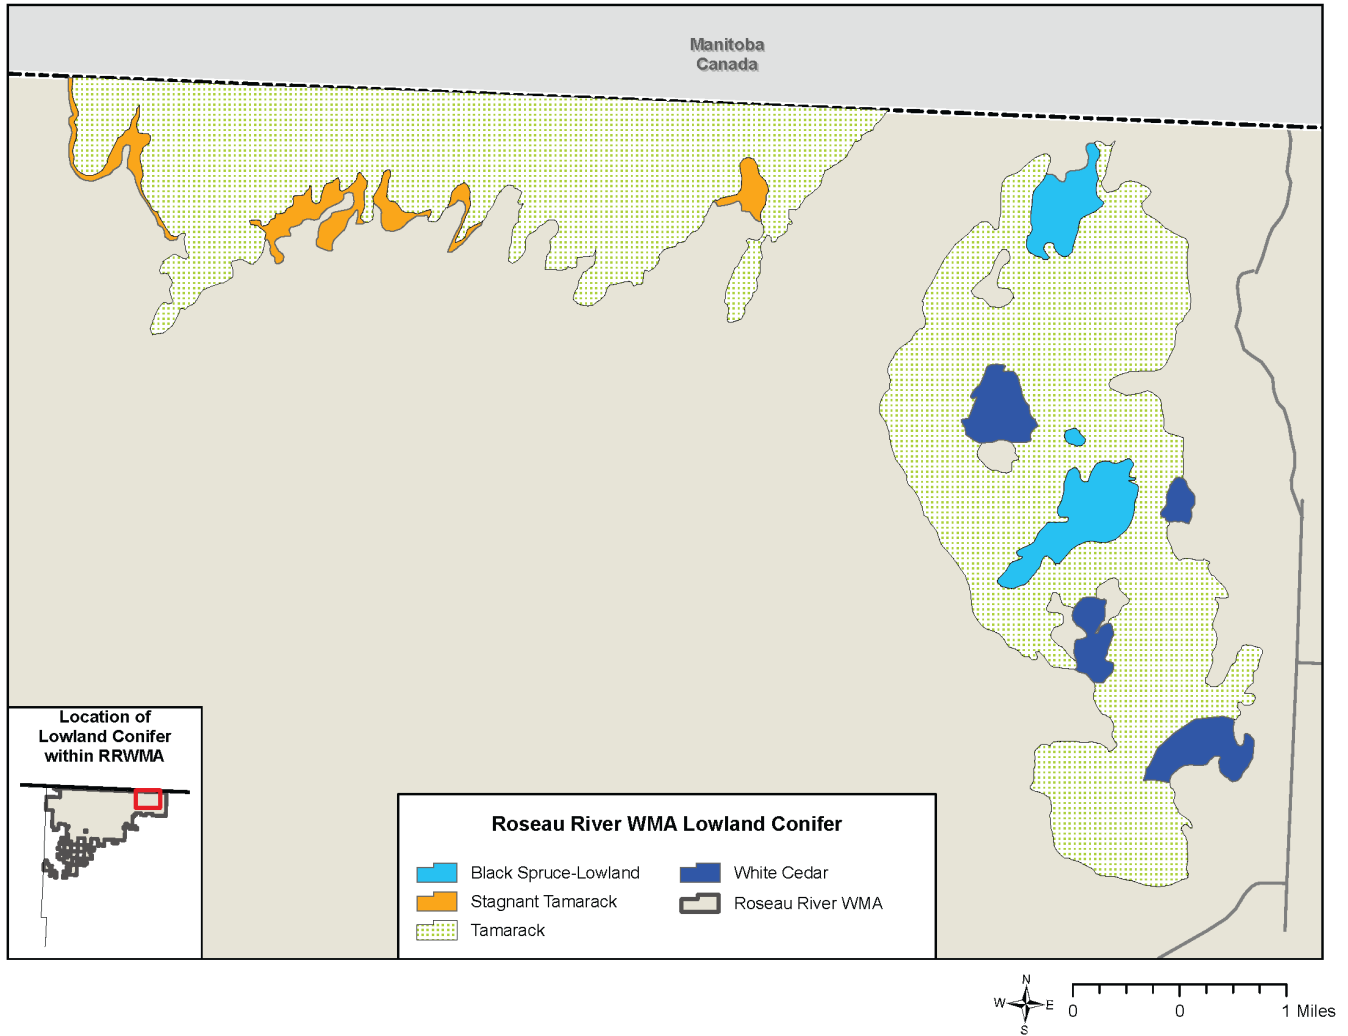 Manitoba
Canada
Location of
Lowland Conifer
within RRWMA
Roseau River WMA Lowland Conifer
Black Spruce-Lowland
White Cedar
Stagnant Tamarack
Roseau River WMA
Tamarack
N
W E
S
0 0 1 Miles